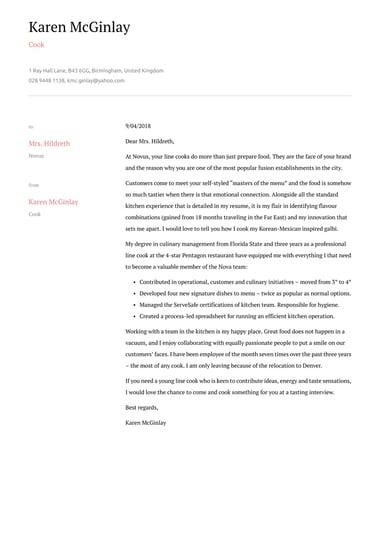 Karen McGinlay
Cook
1 Ray Hall Lane, B43 6GG, Birmingham, United Kingdom
028 9448 1138, kmc.ginlay@yahoo.com
to
Mrs. Hildreth
Novus
from
Karen McGinlay
Cook
9/04/2018
Dear Mrs. Hildreth,
At Novus, your line cooks do more than just prepare food. They are the face of your brand
and the reason why you are one of the most popular fusion establishments in the city.
Customers come to meet your self-styled “masters of the menu” and the food is somehow
so much tastier when there is that emotional connection. Alongside all the standard
kitchen experience that is detailed in my resume, it is my flair in identifying flavour
combinations (gained from 18 months traveling in the Far East) and my innovation that
sets me apart. I would love to tell you how I cook my Korean-Mexican inspired galbi.
My degree in culinary management from Florida State and three years as a professional
line cook at the 4-star Pentagon restaurant have equipped me with everything I that need
to become a valuable member of the Nova team:
• Contributed in operational, customer and culinary initiatives – moved from 3* to 4*
• Developed four new signature dishes to menu – twice as popular as normal options.
• Managed the ServeSafe certifications of kitchen team. Responsible for hygiene.
• Created a process-led spreadsheet for running an efficient kitchen operation.
Working with a team in the kitchen is my happy place. Great food does not happen in a
vacuum, and I enjoy collaborating with equally passionate people to put a smile on our
customers’ faces. I have been employee of the month seven times over the past three years
– the most of any cook. I am only leaving because of the relocation to Denver.
If you need a young line cook who is keen to contribute ideas, energy and taste sensations,
I would love the chance to come and cook something for you at a tasting interview.
Best regards,
Karen McGinlay